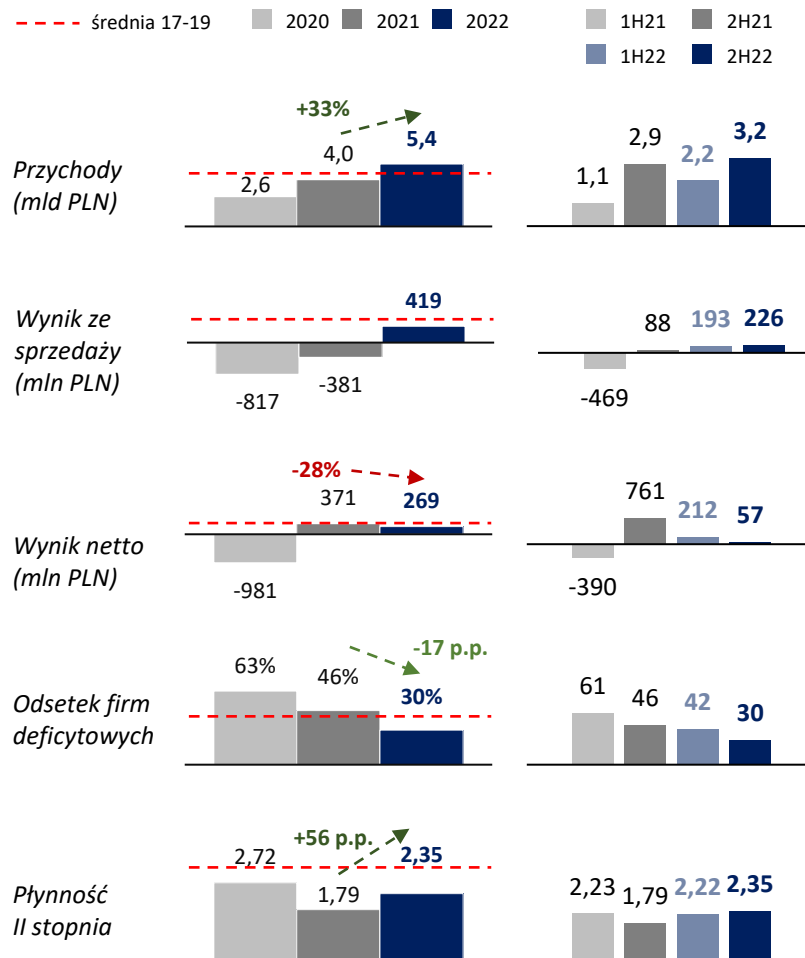 średnia 17-19 2020 2021 2022
1H21 2H21
1H22 2H22
Przychody
(mld PLN)
+33%
2,6 4,0 5,4
1,1 2,9 2,2 3,2
Wynik ze
sprzedaży
(mln PLN)
-817 -381 419
-469 88 193 226
Wynik netto
(mln PLN)
-28%
-981 371 269
-390 761 212 57
Odsetek firm
deficytowych
-17 p.p.
63% 46% 30%
61 46 42 30
Płynność
II stopnia
+56 p.p.
2,72 1,79 2,35
2,23 1,79 2,22 2,35